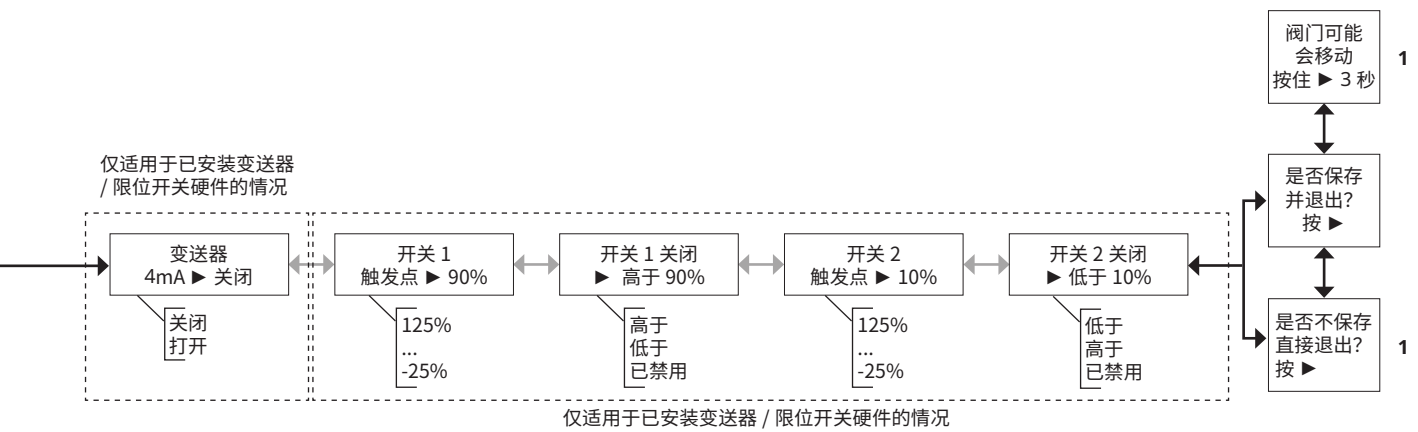 阀门可能
会移动
按住 ► 3 秒
1
仅适用于已安装变送器
/ 限位开关硬件的情况
是否保存
并退出?
按 ►
变送器
4mA ► 关闭
关闭
打开
开关 1
触发点 ► 90%
125%
...
-25%
开关 1 关闭
► 高于 90%
高于
低于
已禁用
开关 2
触发点 ► 10%
125%
...
-25%
开关 2 关闭
► 低于 10%
低于
高于
已禁用
是否不保存
直接退出?
按 ►
1
仅适用于已安装变送器 / 限位开关硬件的情况